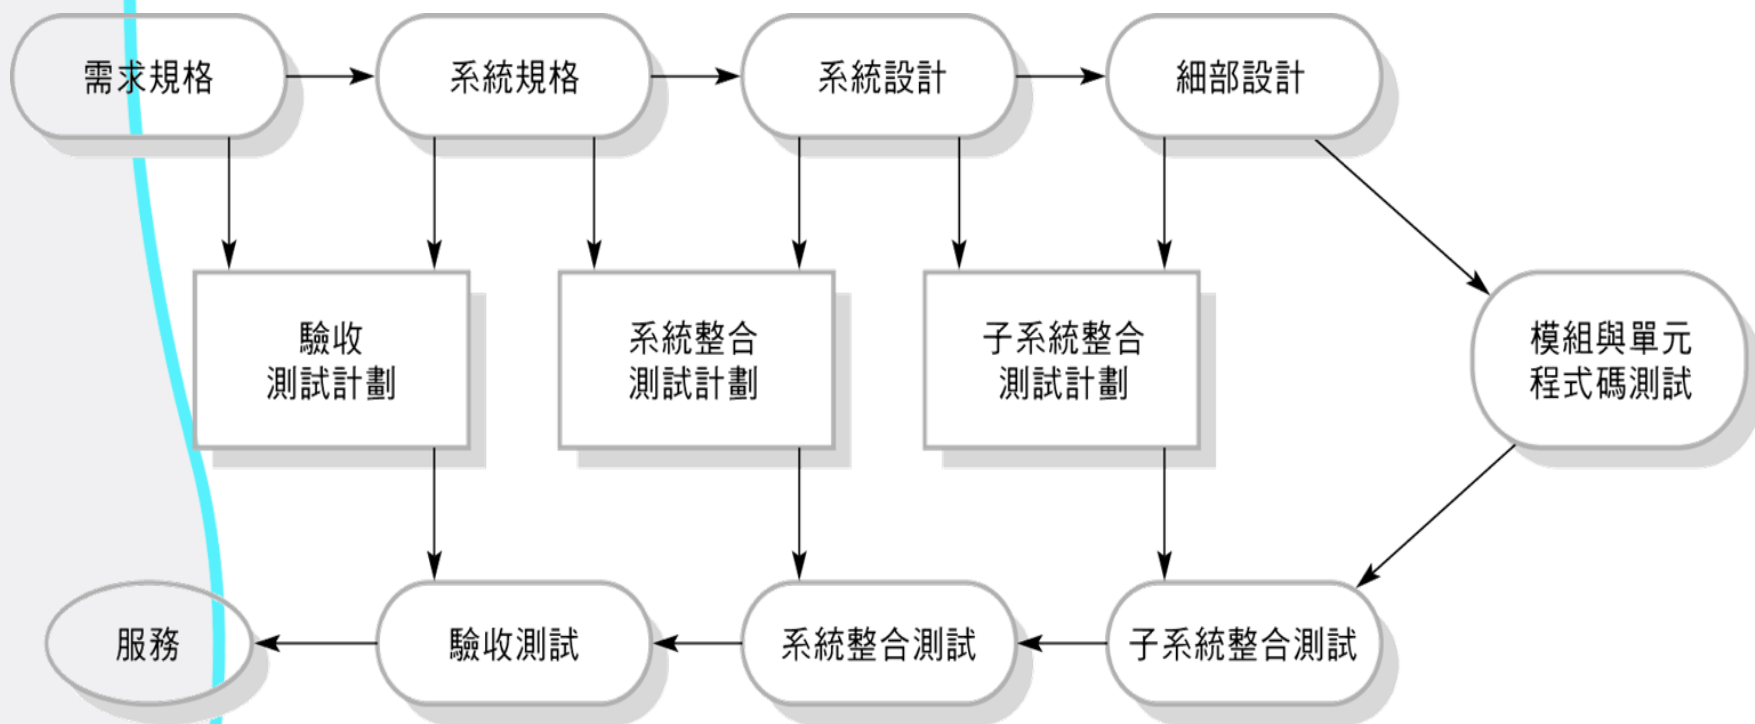 需求規格
系統規格
系統設計
細部設計
驗收
測試計劃
系統整合
測試計劃
子系統整合
測試計劃
模組與單元
程式碼測試
服務
驗收測試
系統整合測試
子系統整合測試